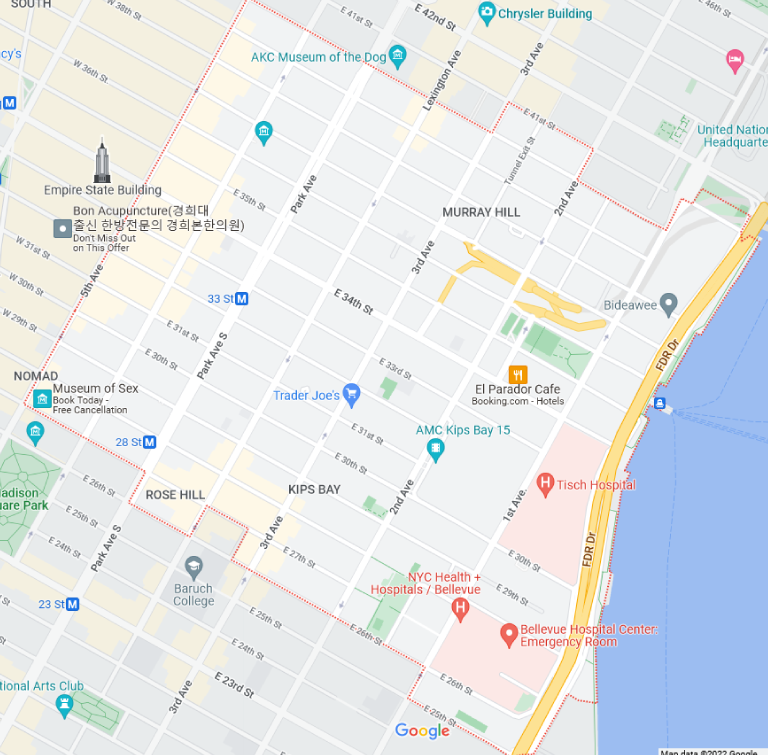 SOUTH
W 38th St
E 41st St
E 42nd St
Chrysler Building
E 46th St
cy's
W 36th St
AKC Museum of the Dog
Lexington Ave
3rd Ave
M
E 41st St
United Nation
Headquarte
Tunnel Exit St
Empire State Building
Park Ave
E 35th St
2nd Ave
MURRAY HILL
Bon Acupuncture(경희대
출신 한방전문의 경희본한의원)
Don't Miss Out
on This Offer
W 31st St
5th Ave
3rd Ave
W 30th St
33 St M
E 34th St
Bideawee
W 29th St
E 31st St
Park Ave S
E 30th St
E 33rd St
FDR Dr
NOMAD
Museum of Sex
Book Today -
Free Cancellation
Trader Joe's
El Parador Cafe
Booking.com - Hotels
28 St M
E 31st St
AMC Kips Bay 15
E 30th St
E 26th St
Madison
uare Park
ROSE HILL
KIPS BAY
2nd Ave
1st Ave
H
Tisch Hospital
E 25th St
E 24th St
Park Ave S
3rd Ave
E 27th St
FDR Dr
E 30th St
E 29th St
Baruch
College
NYC Health +
Hospitals / Bellevue
H
23 St M
E 25th St
E 26th St
Bellevue Hospital Center:
Emergency Room
E 24th St
E 23rd St
E 26th St
tional Arts Club
3rd Ave
E 25th St
Google
Map data ©2022 Google